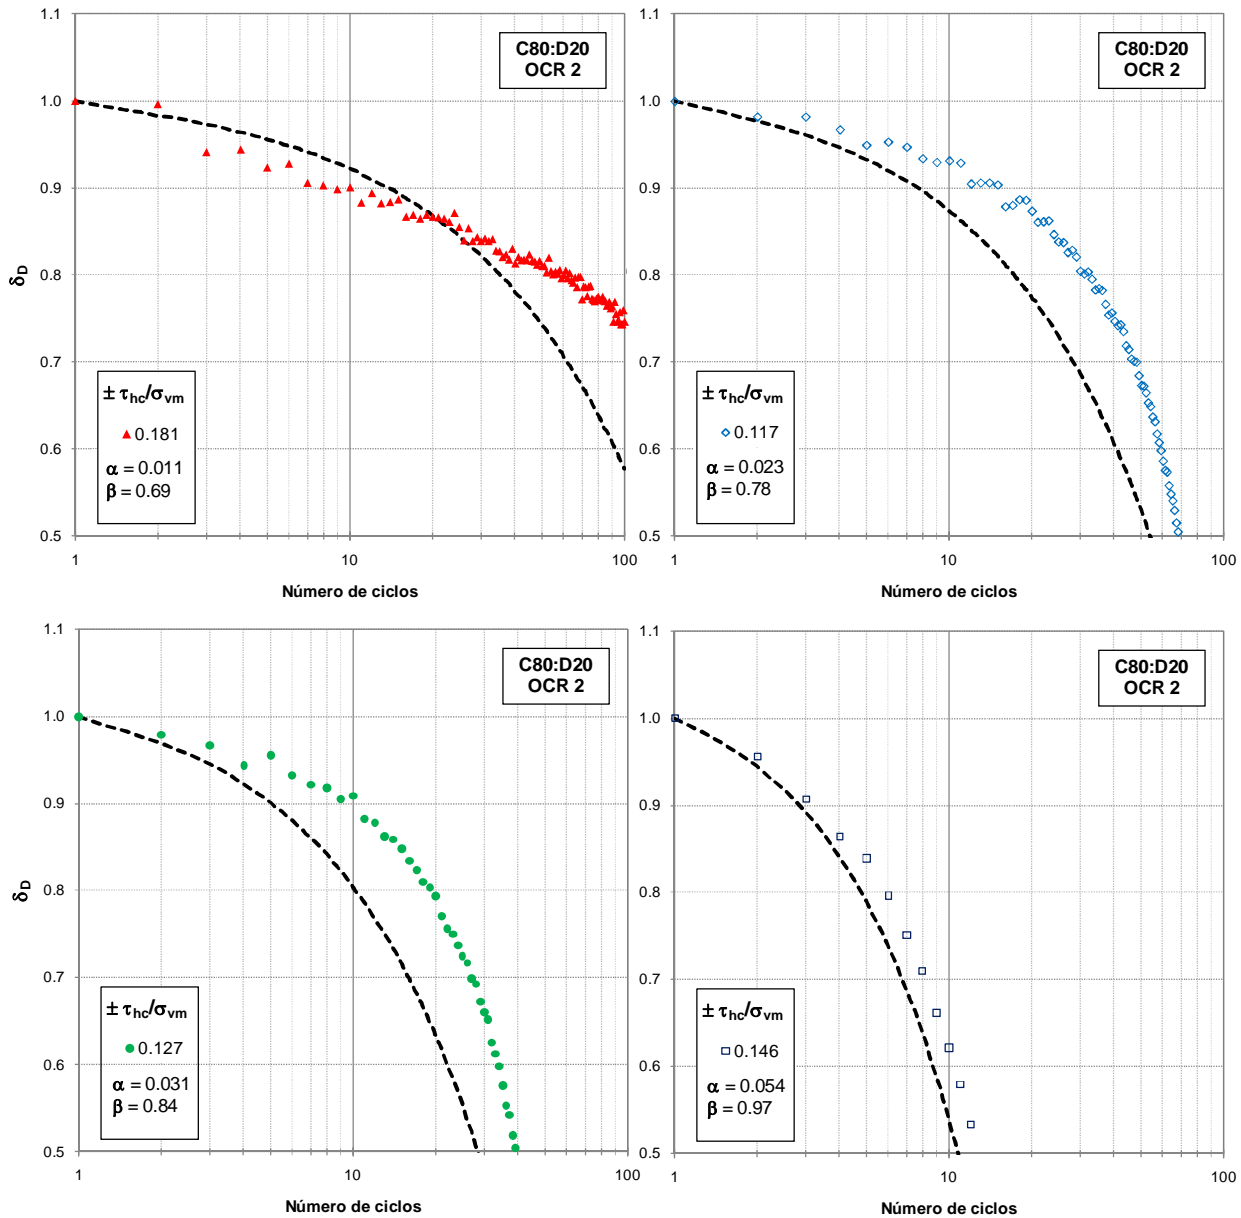 1.1
1.0
0.9
0.8
0.7
0.6
0.5
δD
C80:D20
OCR 2
± τhc/σvm
0.181
α = 0.011
β = 0.69
1
10
100
Número de ciclos
1.1
1.0
0.9
0.8
0.7
0.6
0.5
C80:D20
OCR 2
± τhc/σvm
0.117
α = 0.023
β = 0.78
1
10
100
Número de ciclos
1.1
1.0
0.9
0.8
0.7
0.6
0.5
δD
C80:D20
OCR 2
± τhc/σvm
0.127
α = 0.031
β = 0.84
1
10
100
Número de ciclos
1.1
1.0
0.9
0.8
0.7
0.6
0.5
C80:D20
OCR 2
± τhc/σvm
0.146
α = 0.054
β = 0.97
1
10
100
Número de ciclos